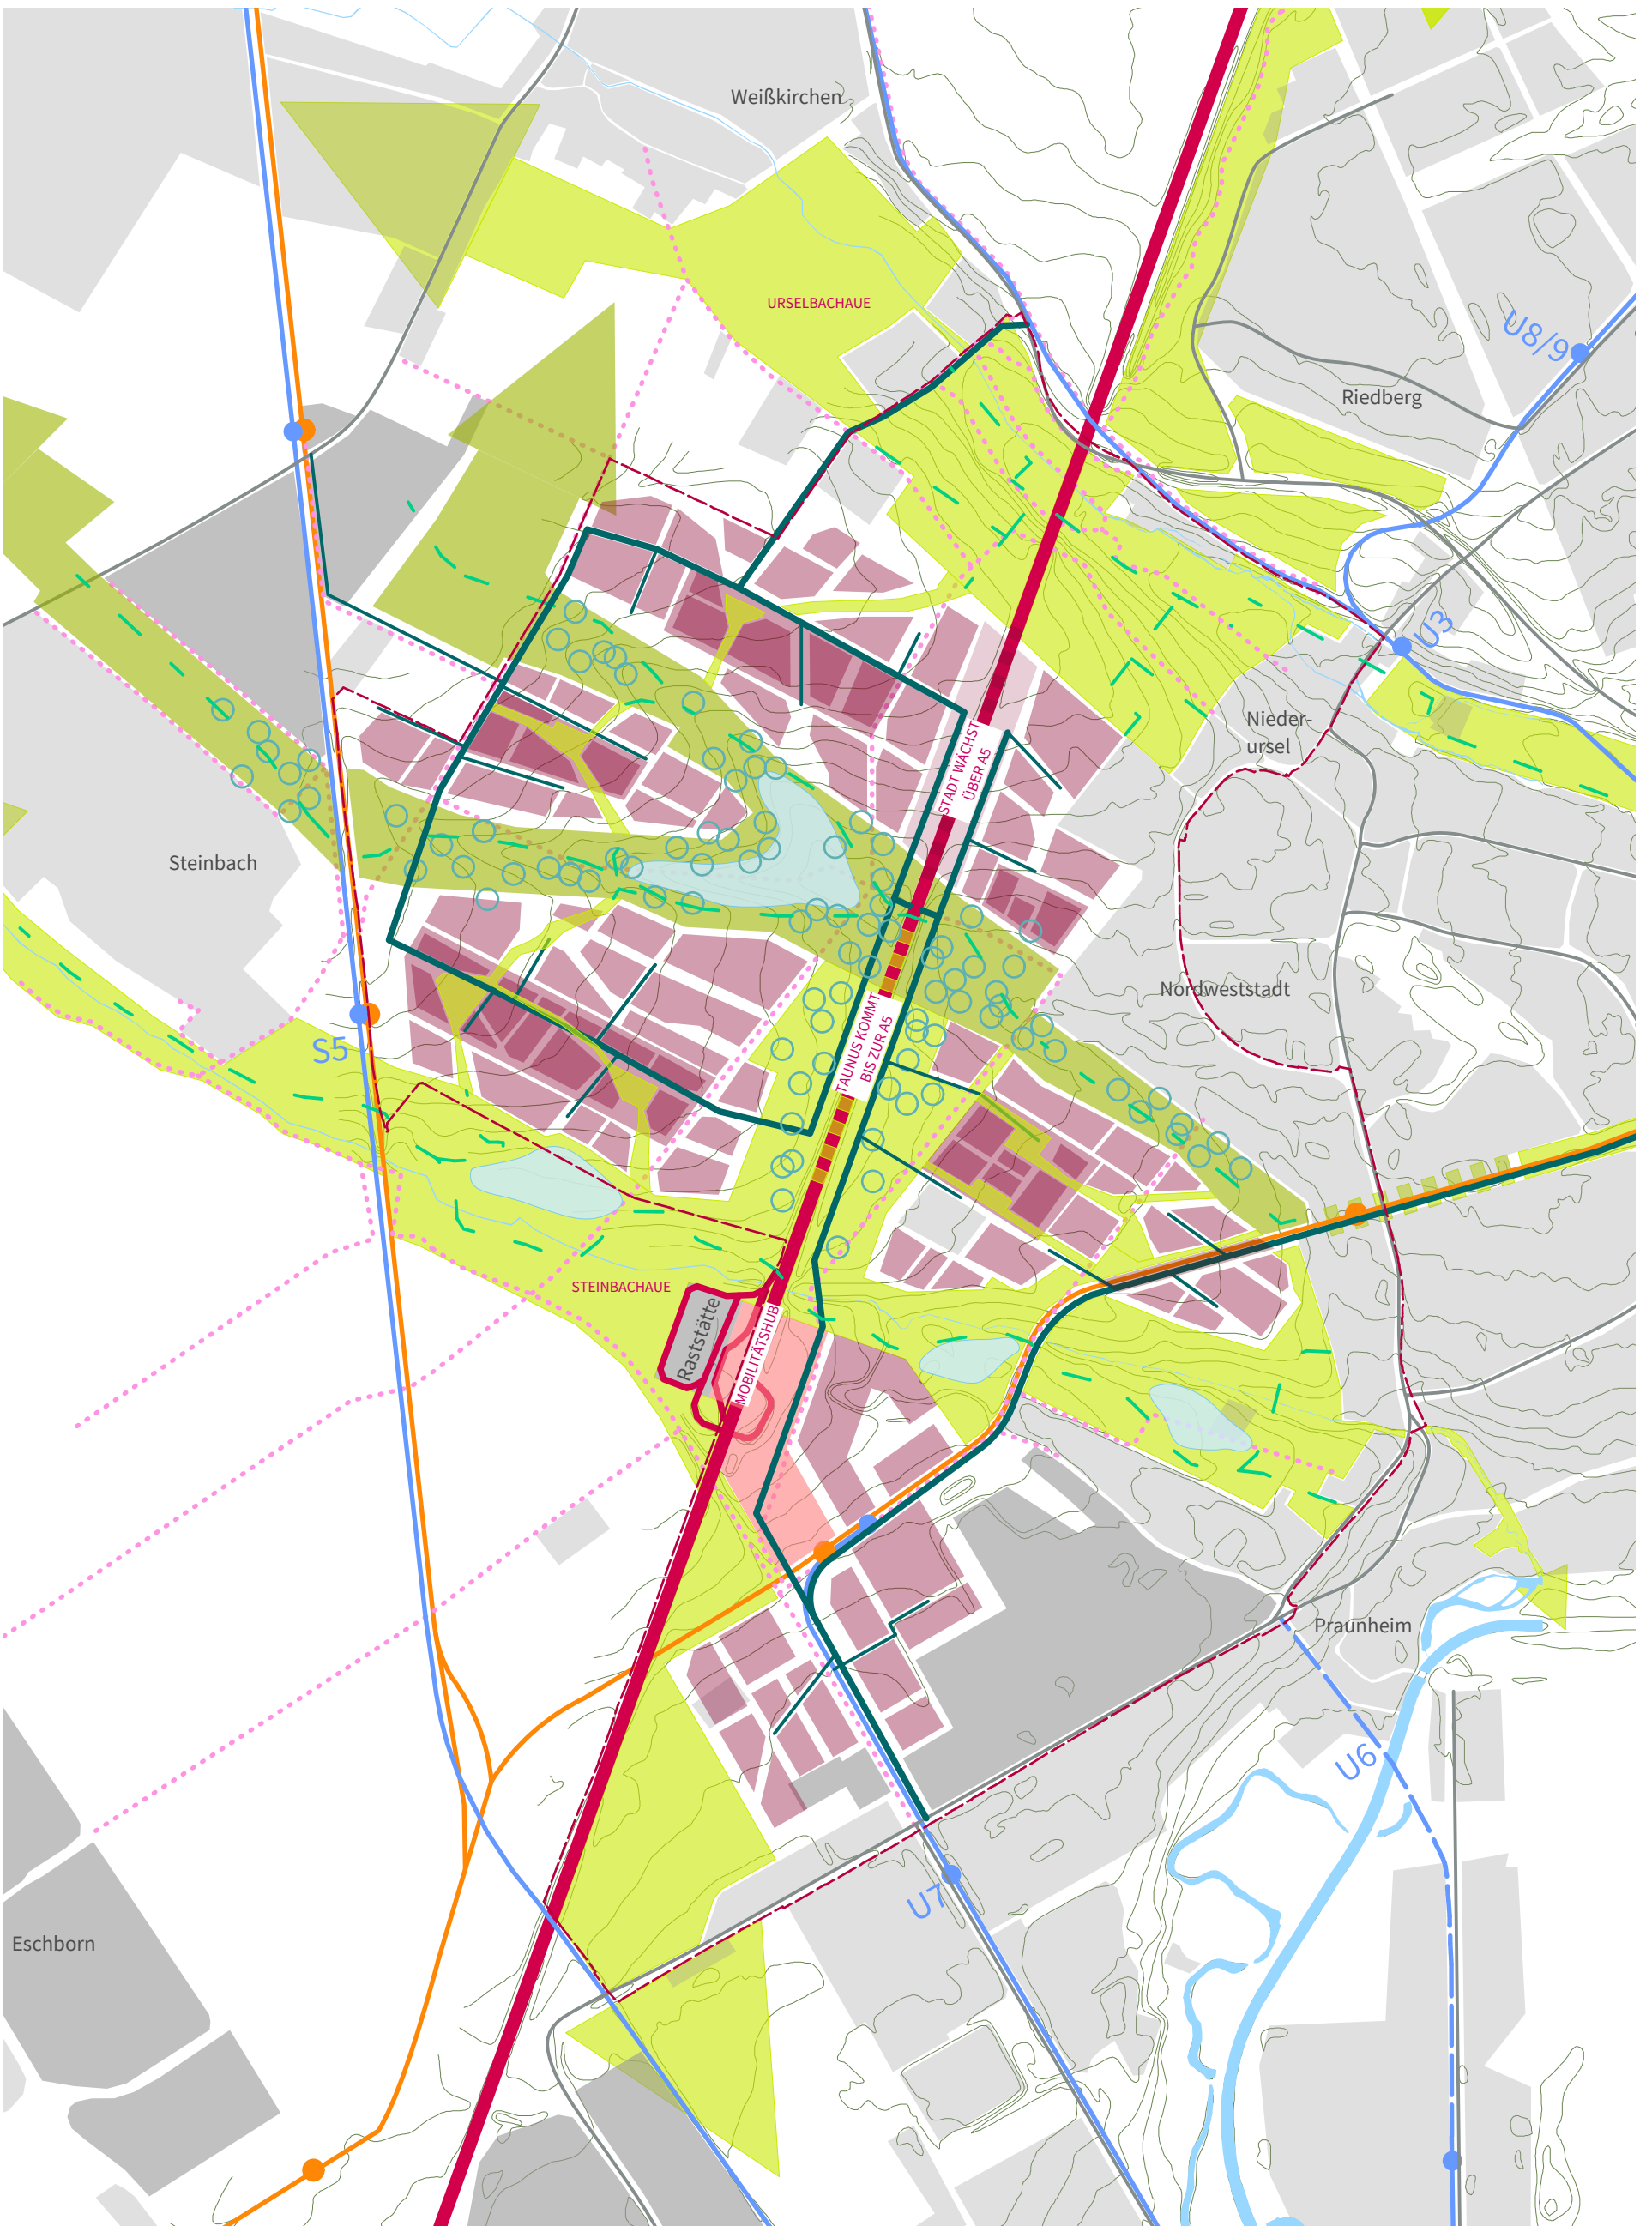 Weißkirchen
URSELBACHAUE
U8/9
Riedberg
U3
Nieder-
ursel
STADT WÄCHST
ÜBER A5
Steinbach
Nordweststadt
TAUNUS KOMMT
BIS ZUR A5
S5
STEINBACHAUE
Raststätte
MOBILITÄTSHUB
Praunheim
U6
U7
Eschborn